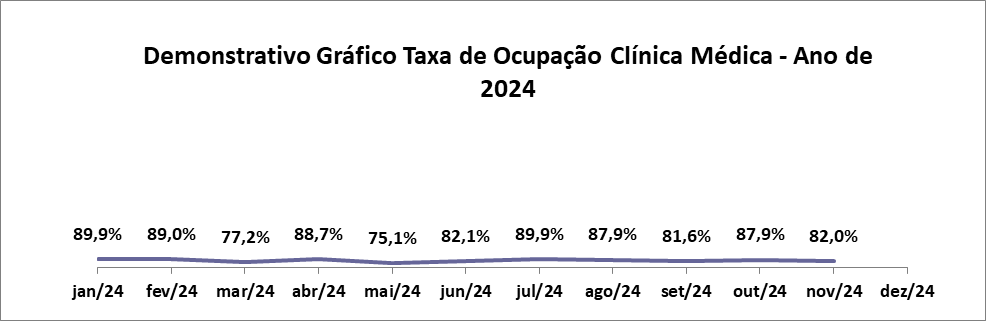 Demonstrativo Gráfico Taxa de Ocupação Clínica Médica - Ano de
2024
89,9% 89,0% 77,2% 88,7% 75,1% 82,1% 89,9% 87,9% 81,6% 87,9% 82,0%
jan/24 fev/24 mar/24 abr/24 mai/24 jun/24 jul/24 ago/24 set/24 out/24 nov/24 dez/24